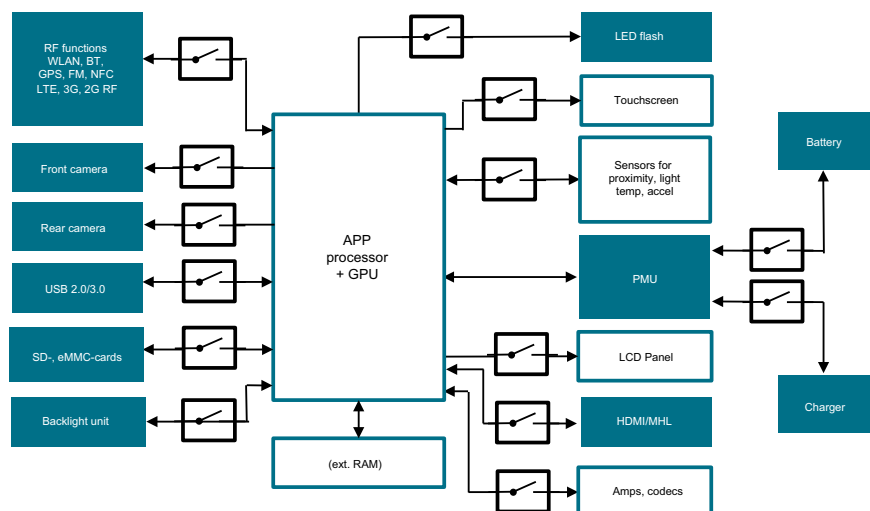 RF functions
WLAN, BT,
GPS, FM, NFC
LTE, 3G, 2G RF
Front camera
Rear camera
USB 2.0/3.0
SD-, eMMC-cards
Backlight unit
APP
processor
+ GPU
(ext. RAM)
LED flash
Touchscreen
Sensors for
proximity, light
temp, accel
PMU
LCD Panel
HDMI/MHL
Amps, codecs
Battery
Charger